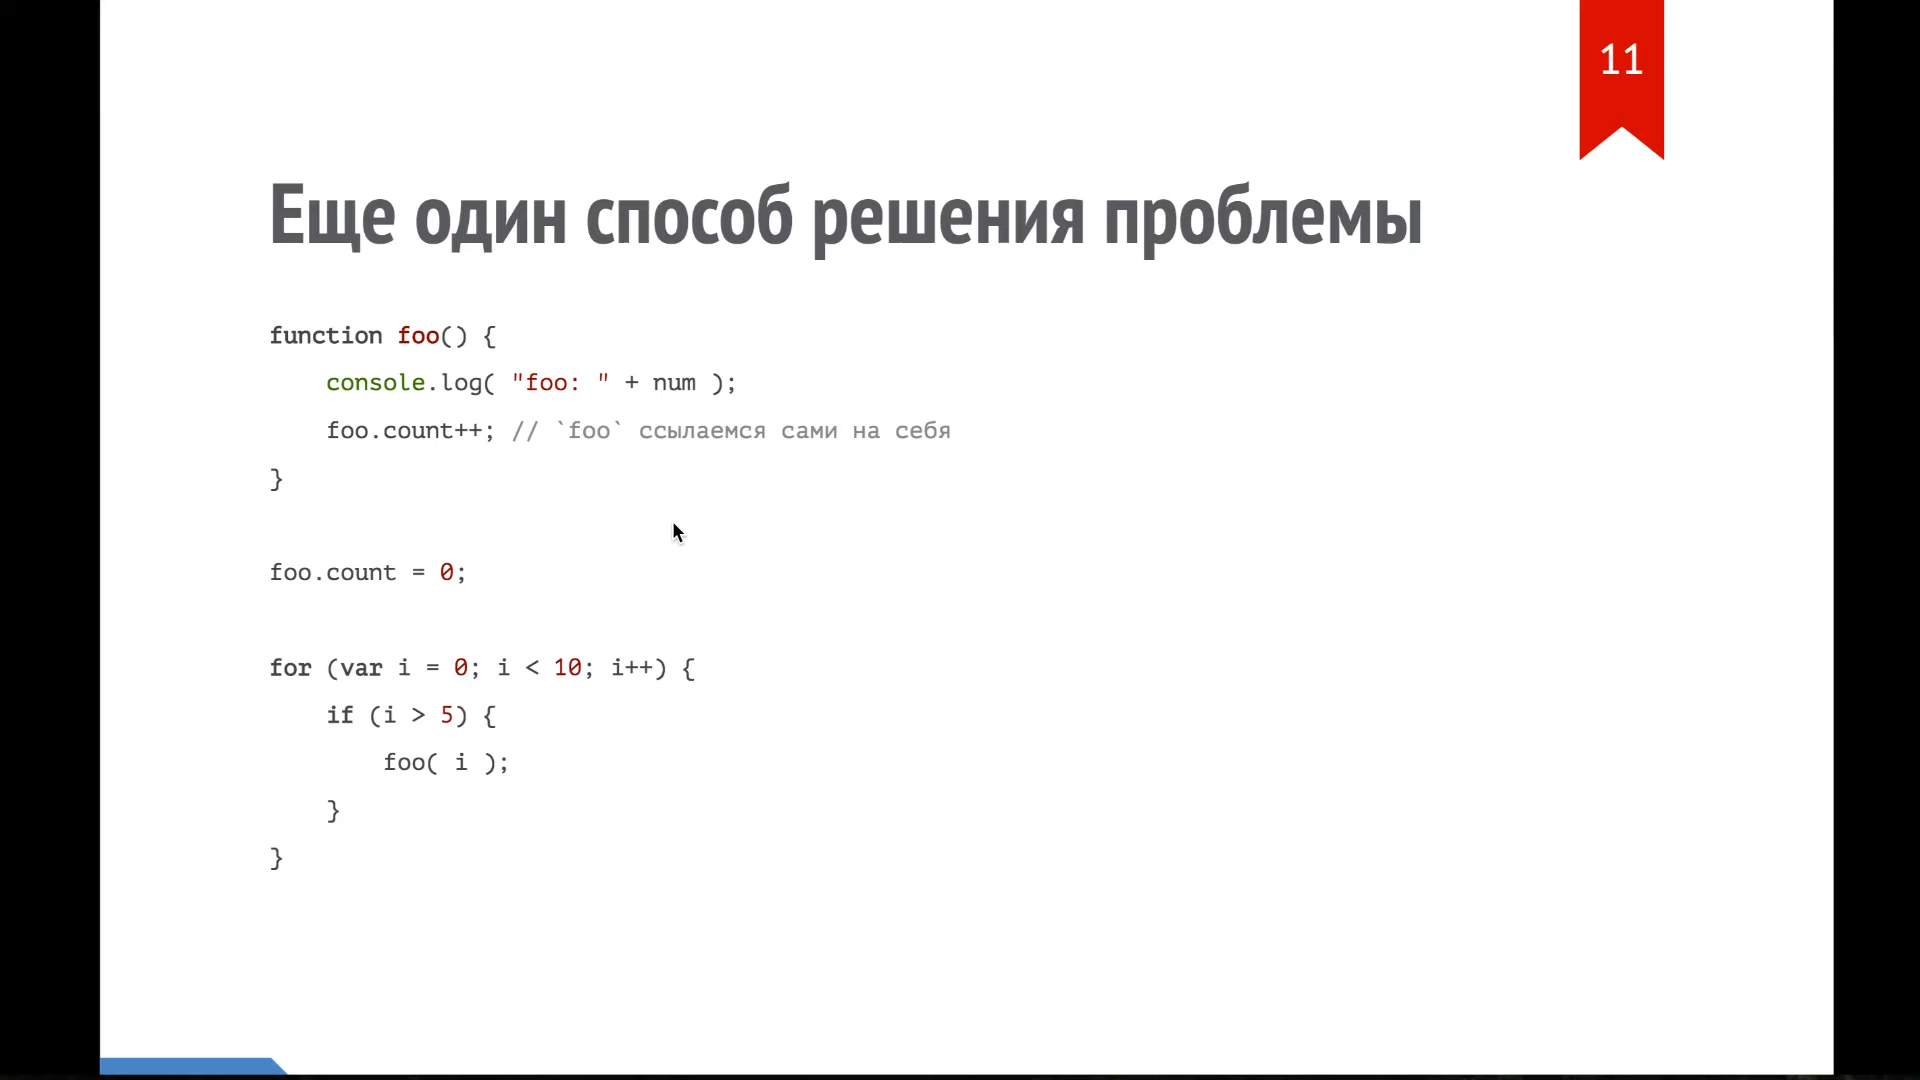 11
Еще один способ решения проблемы
function foo() {
    console.log( "foo: " + num );
    foo.count++; // `foo` ссылаемся сами на себя
}
foo.count = 0;
for (var i = 0; i < 10; i++) {
    if (i > 5) {
        foo( i );
    }
}